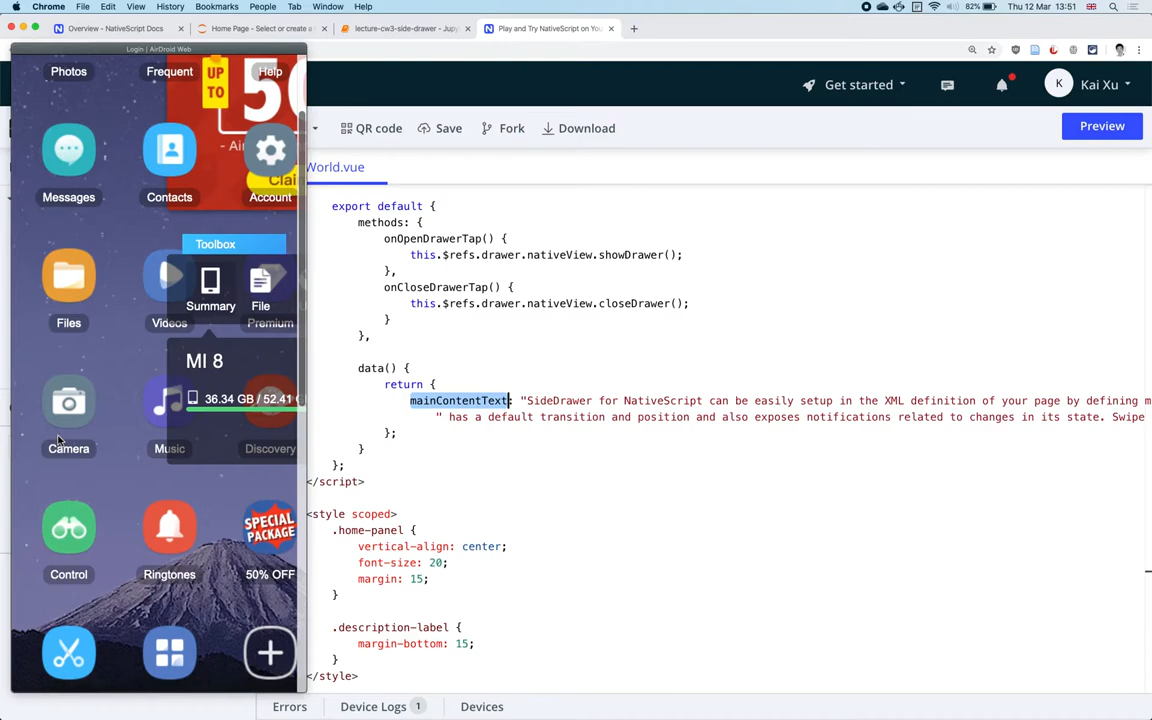 Chrome File Edit View History Bookmarks People Tab Window Help 82% Thu 12 Mar 13:51
Overview - NativeScript Docs
Home Page - Select or create a
lecture-cw3-side-drawer - Jupy
Play and Try NativeScript on You
Login | AirDroid Web
Photos Frequent Help
UP TO 50
Get started
K Kai Xu
QR code Save Fork Download Preview
- Air
Claim
Messages Contacts Account
World.vue
Toolbox
Summary File
Files Videos Premium
MI 8
36.34 GB / 52.41 G
Camera Music Discovery
SPECIAL PACKAGE
Control Ringtones 50% OFF
export default {
methods: {
onOpenDrawerTap() {
this.$refs.drawer.nativeView.showDrawer();
},
onCloseDrawerTap() {
this.$refs.drawer.nativeView.closeDrawer();
}
},
data() {
return {
mainContentText: "SideDrawer for NativeScript can be easily setup in the XML definition of your page by defining m
" has a default transition and position and also exposes notifications related to changes in its state. Swipe
};
}
};
</script>
<style scoped>
.home-panel {
vertical-align: center;
font-size: 20;
margin: 15;
}
.description-label {
margin-bottom: 15;
}
</style>
Errors Device Logs 1 Devices